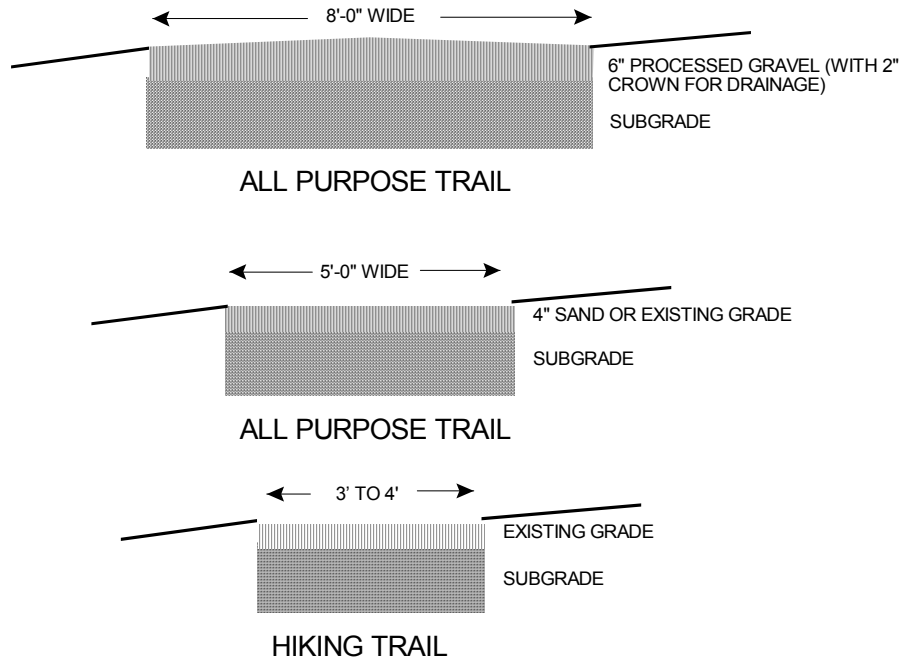 8'-0" WIDE
6" PROCESSED GRAVEL (WITH 2"
CROWN FOR DRAINAGE)
SUBGRADE
ALL PURPOSE TRAIL
5'-0" WIDE
4" SAND OR EXISTING GRADE
SUBGRADE
ALL PURPOSE TRAIL
3’ TO 4'
EXISTING GRADE
SUBGRADE
HIKING TRAIL